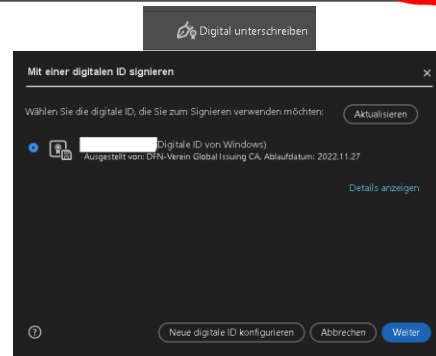 Digital unterschreiben
Mit einer digitalen ID signieren
Wählen Sie die digitale ID, die Sie zum Signieren verwenden möchten:
Aktualisieren
Digitale ID von Windows)
Ausgestellt von: DFN-Verein Global Issuing CA, Ablaufdatum: 2022.11.27
Details anzeigen
Neue digitale ID konfigurieren
Abbrechen
Weiter